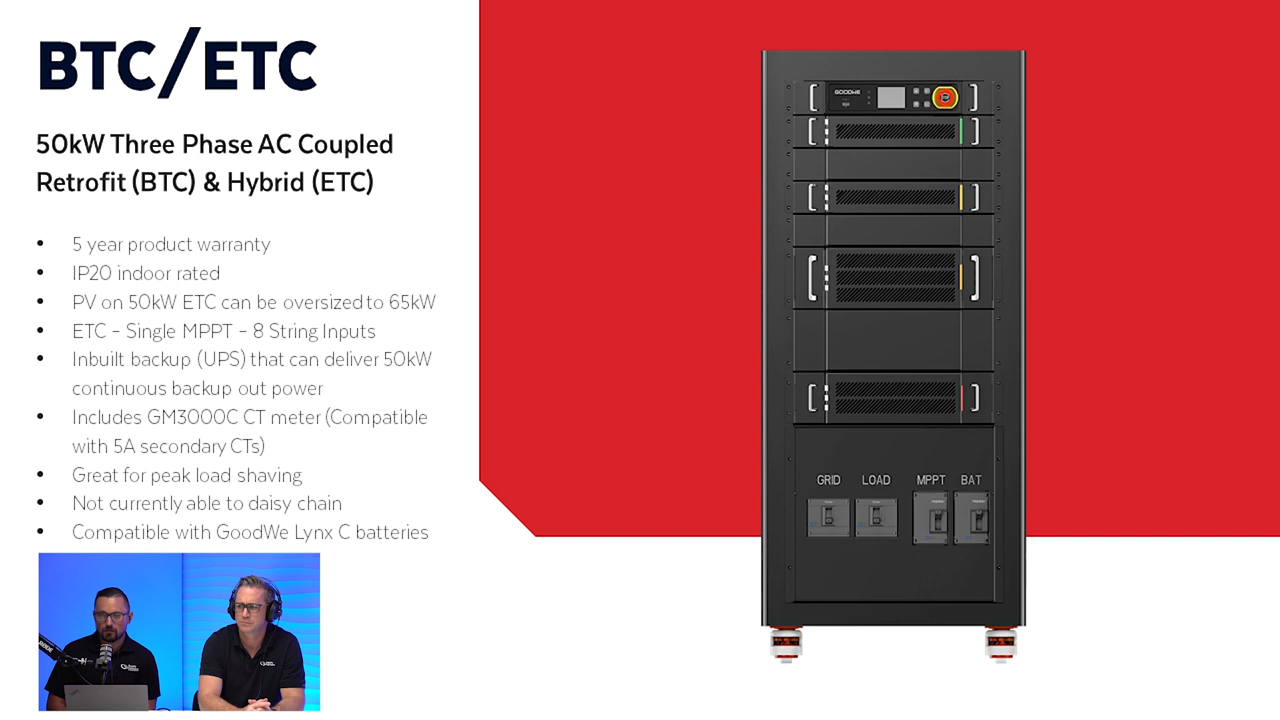 BTC/ETC
50kW Three Phase AC Coupled
Retrofit (BTC) & Hybrid (ETC)
• 5 year product warranty
• IP20 indoor rated
• PV on 50kW ETC can be oversized to 65kW
• ETC – Single MPPT – 8 String Inputs
• Inbuilt backup (UPS) that can deliver 50kW
continuous backup out power
• Includes GM3000C CT meter (Compatible
with 5A secondary CTs)
• Great for peak load shaving
• Not currently able to daisy chain
• Compatible with GoodWe Lynx C batteries
GOODWE
GRID LOAD MPPT BAT
RODE